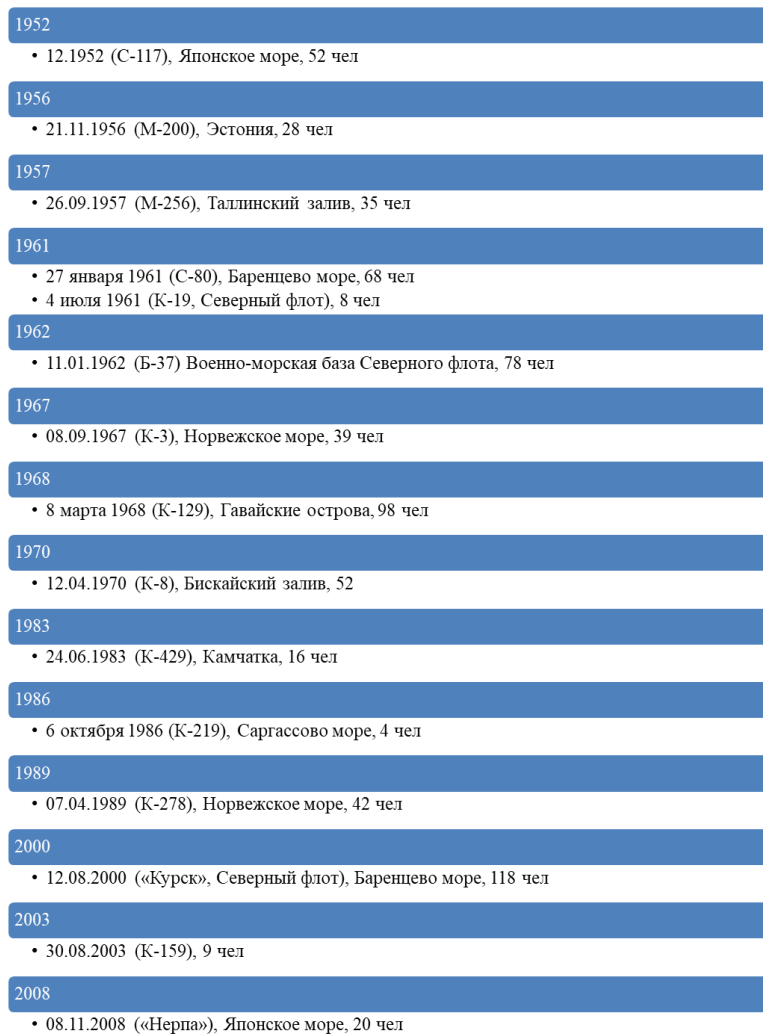 1952
• 12.1952 (С-117), Японское море, 52 чел
1956
• 21.11.1956 (М-200), Эстония, 28 чел
1957
• 26.09.1957 (М-256), Таллинский залив, 35 чел
1961
• 27 января 1961 (С-80), Баренцево море, 68 чел
• 4 июля 1961 (К-19, Северный флот), 8 чел
1962
• 11.01.1962 (Б-37) Военно-морская база Северного флота, 78 чел
1967
• 08.09.1967 (К-3), Норвежское море, 39 чел
1968
• 8 марта 1968 (К-129), Гавайские острова, 98 чел
1970
• 12.04.1970 (К-8), Бискайский залив, 52
1983
• 24.06.1983 (К-429), Камчатка, 16 чел
1986
• 6 октября 1986 (К-219), Саргассово море, 4 чел
1989
• 07.04.1989 (К-278), Норвежское море, 42 чел
2000
• 12.08.2000 («Курск», Северный флот), Баренцево море, 118 чел
2003
• 30.08.2003 (К-159), 9 чел
2008
• 08.11.2008 («Нерпа»), Японское море, 20 чел